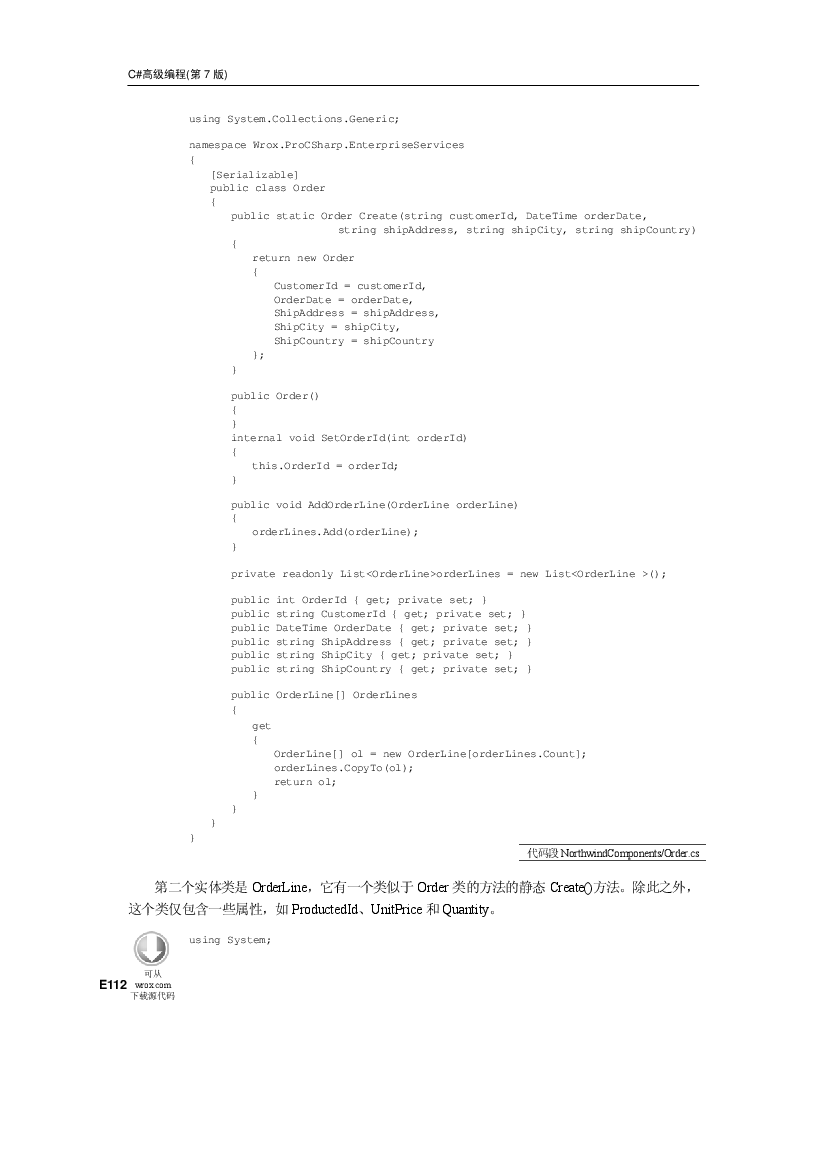 C#高级编程(第 7 版)
using System.Collections.Generic;
namespace Wrox.ProCSharp.EnterpriseServices
{
[Serializable]
public class Order
{
public static Order Create(string customerId, DateTime orderDate,
string shipAddress, string shipCity, string shipCountry)
{
return new Order
{
CustomerId = customerId,
OrderDate = orderDate,
ShipAddress = shipAddress,
ShipCity = shipCity,
ShipCountry = shipCountry
};
}
public Order()
{
}
internal void SetOrderId(int orderId)
{
this.OrderId = orderId;
}
public void AddOrderLine(OrderLine orderLine)
{
orderLines.Add(orderLine);
}
private readonly List<OrderLine>orderLines = new List<OrderLine >();
public int OrderId { get; private set; }
public string CustomerId { get; private set; }
public DateTime OrderDate { get; private set; }
public string ShipAddress { get; private set; }
public string ShipCity { get; private set; }
public string ShipCountry { get; private set; }
public OrderLine[] OrderLines
{
get
{
OrderLine[] ol = new OrderLine[orderLines.Count];
orderLines.CopyTo(ol);
return ol;
}
}
}
}
代码段 NorthwindComponents/Order.cs
第二个实体类是 OrderLine，它有一个类似于 Order 类的方法的静态 Create()方法。除此之外，
这个类仅包含一些属性，如 ProductedId、UnitPrice 和 Quantity。
using System;
可从
wrox.com
下载源代码
E112